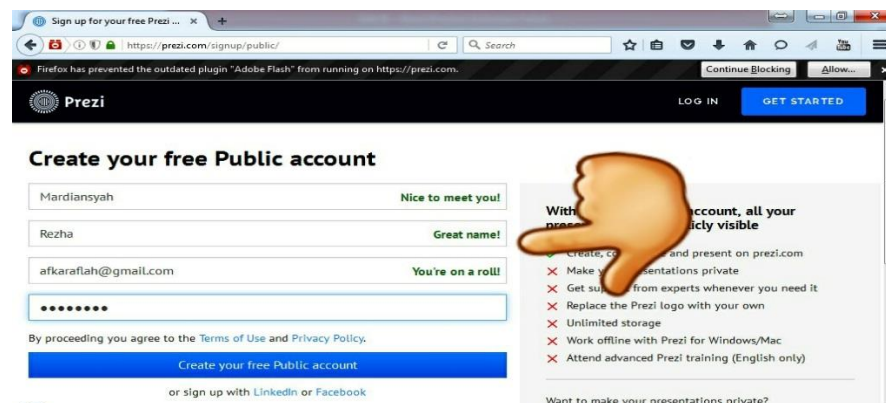 Sign up for your free Prezi ...
https://prezi.com/signup/public/
Search
Firefox has prevented the outdated plugin "Adobe Flash" from running on https://prezi.com.
Continue Blocking
Allow...
Prezi
LOG IN
GET STARTED
Create your free Public account
Mardiansyah
Nice to meet you!
Rezha
Great name!
afkaraflah@gmail.com
You're on a roll!
By proceeding you agree to the Terms of Use and Privacy Policy.
Create your free Public account
or sign up with LinkedIn or Facebook
With account, all your
visible
and present on prezi.com
Make presentations private
Get from experts whenever you need it
Replace the Prezi logo with your own
Unlimited storage
Work offline with Prezi for Windows/Mac
Attend advanced Prezi training (English only)
Want to make your presentations private?